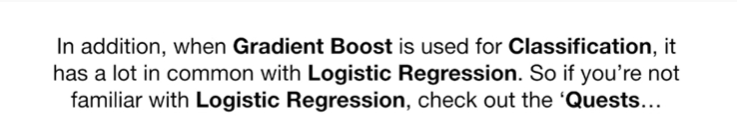 In addition, when Gradient Boost is used for Classification, it
has a lot in common with Logistic Regression. So if you’re not
familiar with Logistic Regression, check out the ‘Quests…